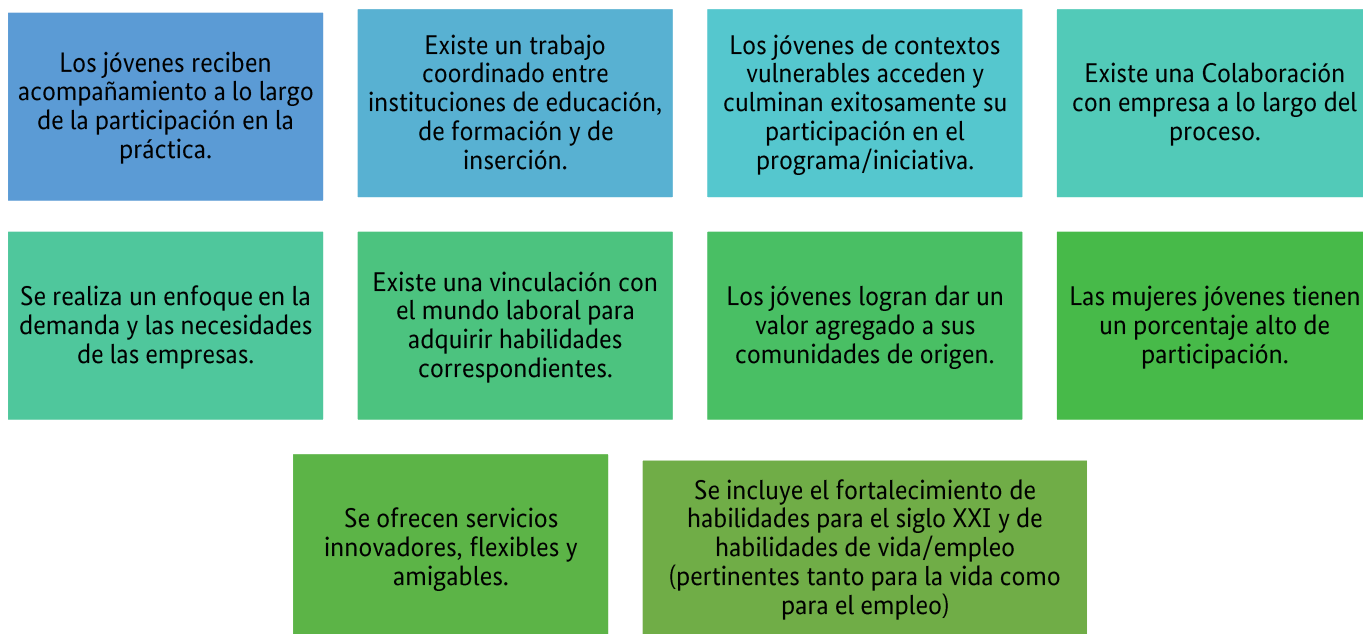 Los jóvenes reciben
acompañamiento a lo largo
de la participación en la
práctica.
Existe un trabajo
coordinado entre
instituciones de educación,
de formación y de
inserción.
Los jóvenes de contextos
vulnerables acceden y
culminan exitosamente su
participación en el
programa/iniciativa.
Existe una Colaboración
con empresa a lo largo del
proceso.
Se realiza un enfoque en la
demanda y las necesidades
de las empresas.
Existe una vinculación con
el mundo laboral para
adquirir habilidades
correspondientes.
Los jóvenes logran dar un
valor agregado a sus
comunidades de origen.
Las mujeres jóvenes tienen
un porcentaje alto de
participación.
Se ofrecen servicios
innovadores, flexibles y
amigables.
Se incluye el fortalecimiento de
habilidades para el siglo XXI y de
habilidades de vida/empleo
(pertinentes tanto para la vida como
para el empleo)